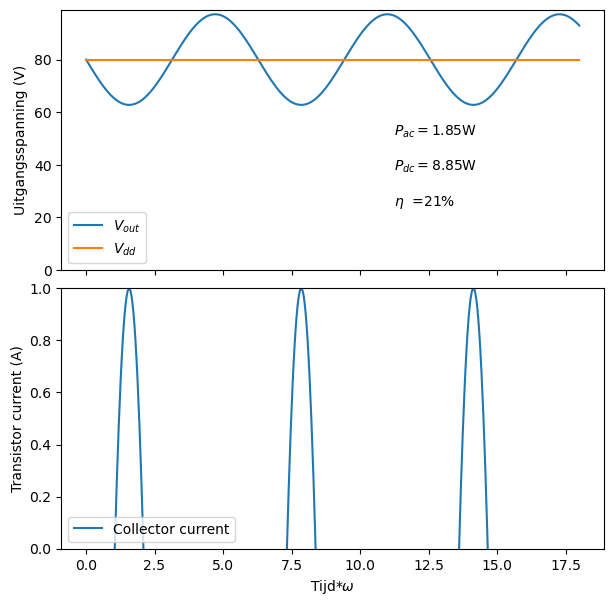 80
60
40
20
0
Uitgangsspanning (V)
P_ac = 1.85W
P_dc = 8.85W
η =21%
V_out
V_dd
1.0
0.8
0.6
0.4
0.2
0.0
Transistor current (A)
Collector current
0.0 2.5 5.0 7.5 10.0 12.5 15.0 17.5
Tijd*ω